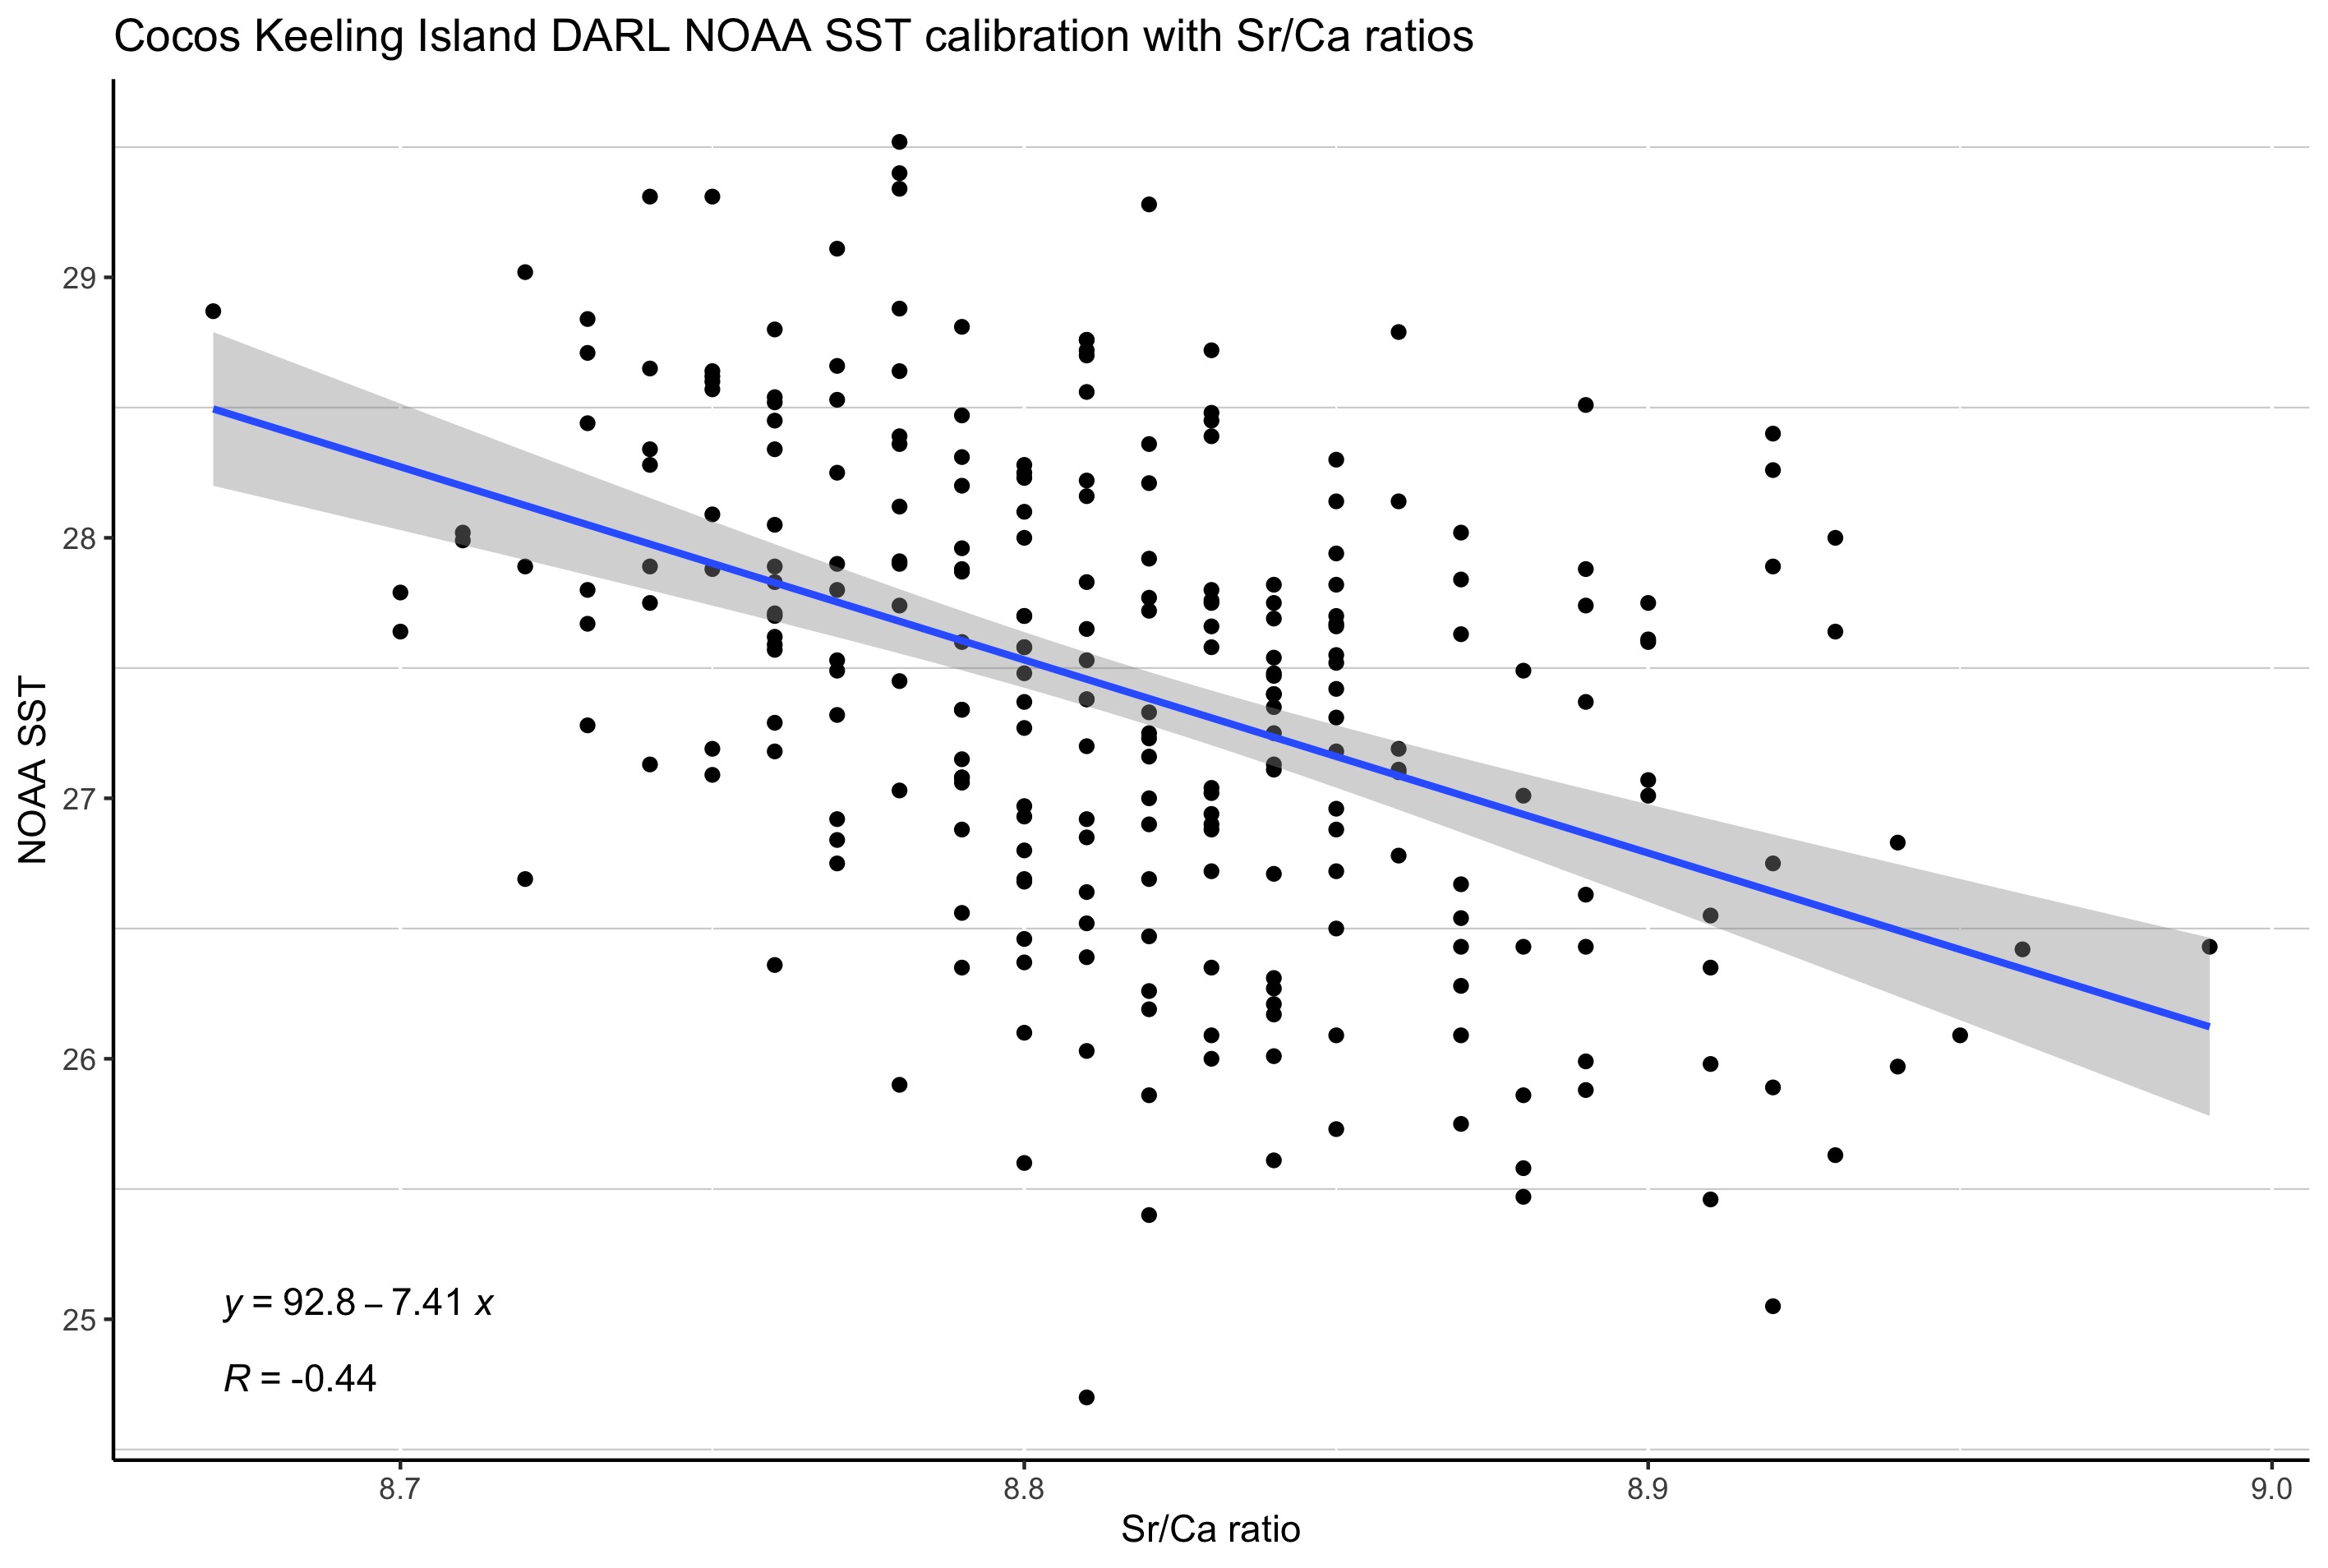 Cocos Keeling Island DARL NOAA SST calibration with Sr/Ca ratios
NOAA SST
29
28
27
26
25
y = 92.8 – 7.41 x
R = -0.44
8.7
8.8
8.9
9.0
Sr/Ca ratio